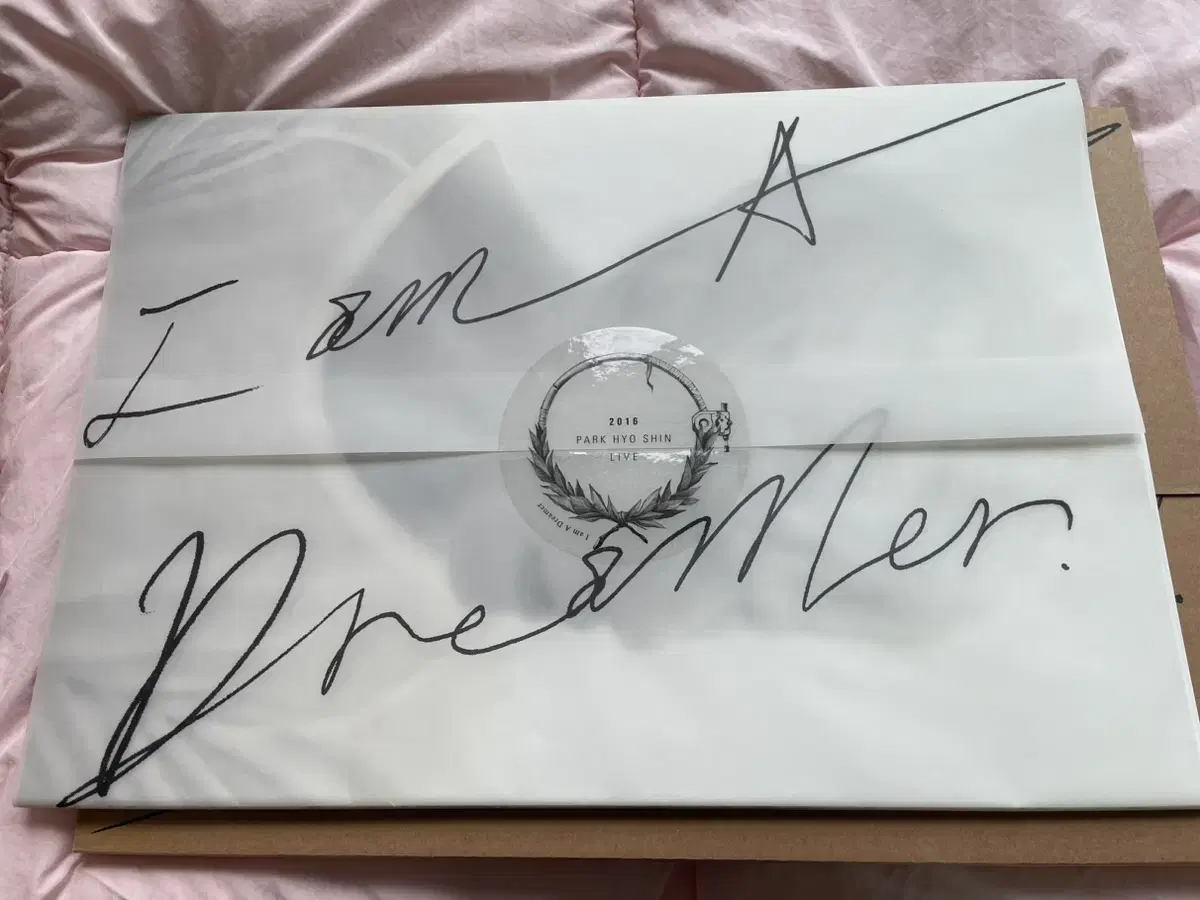 I am A
2016
PARK HYO SHIN
LIVE
I am A Dreamer
Dreamer.